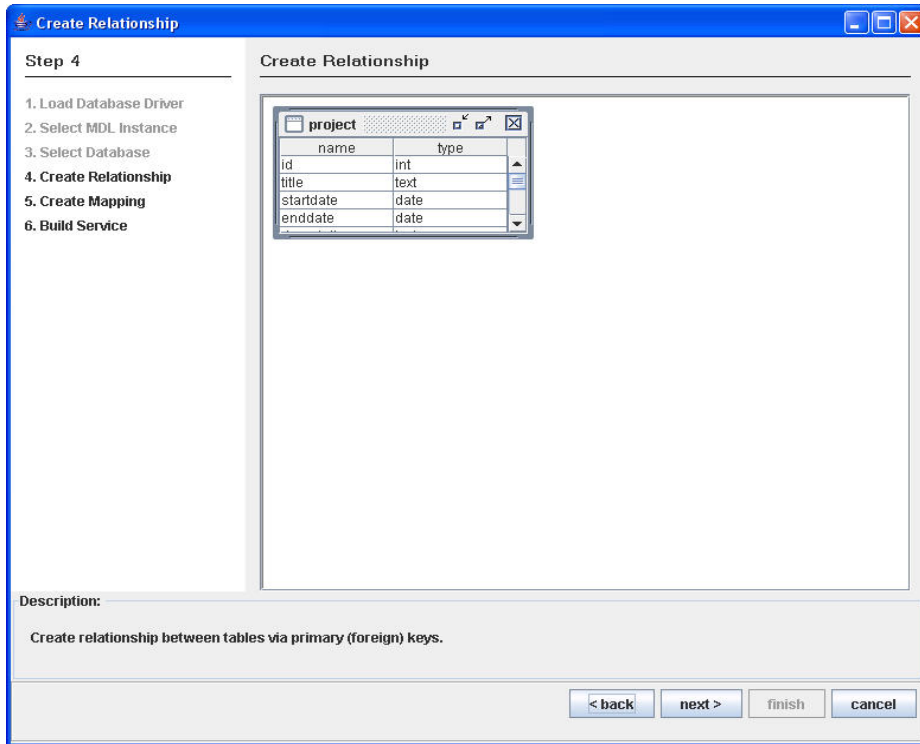 Create Relationship
Step 4
1. Load Database Driver
2. Select MDL Instance
3. Select Database
4. Create Relationship
5. Create Mapping
6. Build Service
Create Relationship
project
name type
id int
title text
startdate date
enddate date
Description:
Create relationship between tables via primary (foreign) keys.
< back next > finish cancel